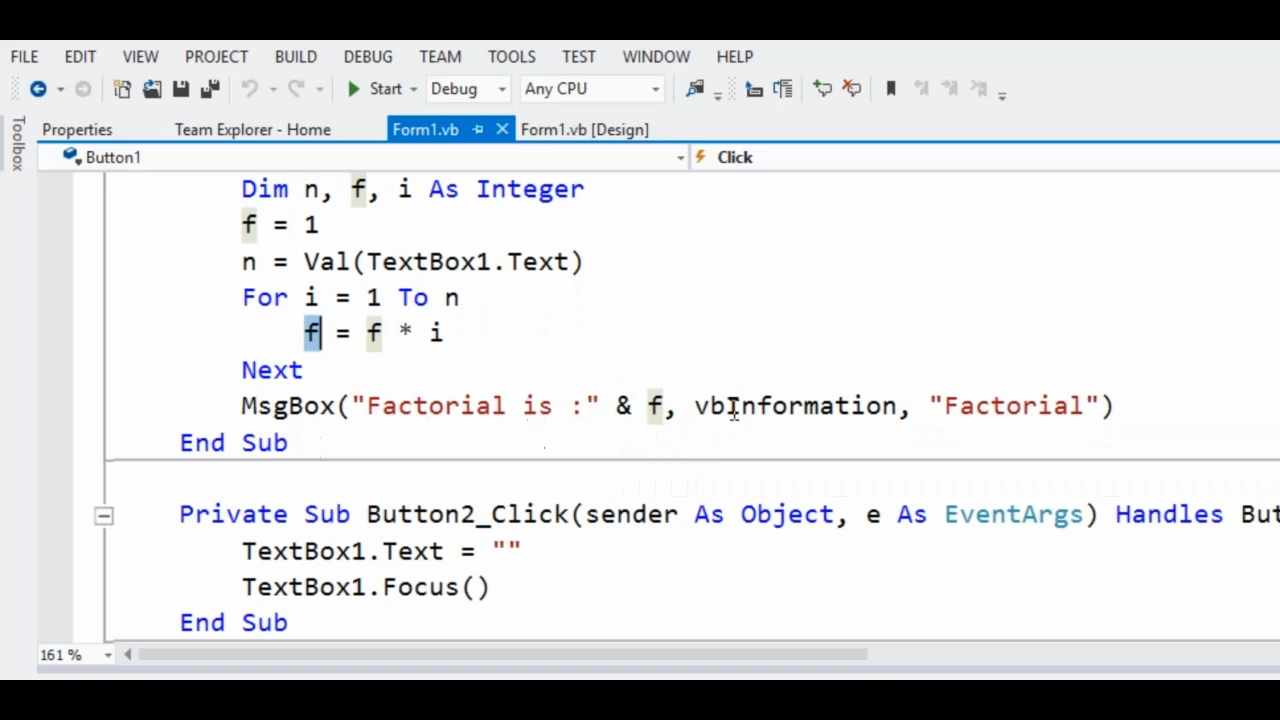 FILE EDIT VIEW PROJECT BUILD DEBUG TEAM TOOLS TEST WINDOW HELP
Start Debug Any CPU
Toolbox
Properties Team Explorer - Home Form1.vb Form1.vb [Design]
Button1 Click
Dim n, f, i As Integer
f = 1
n = Val(TextBox1.Text)
For i = 1 To n
f = f * i
Next
MsgBox("Factorial is :" & f, vbInformation, "Factorial")
End Sub
Private Sub Button2_Click(sender As Object, e As EventArgs) Handles But
TextBox1.Text = ""
TextBox1.Focus()
End Sub
161 %